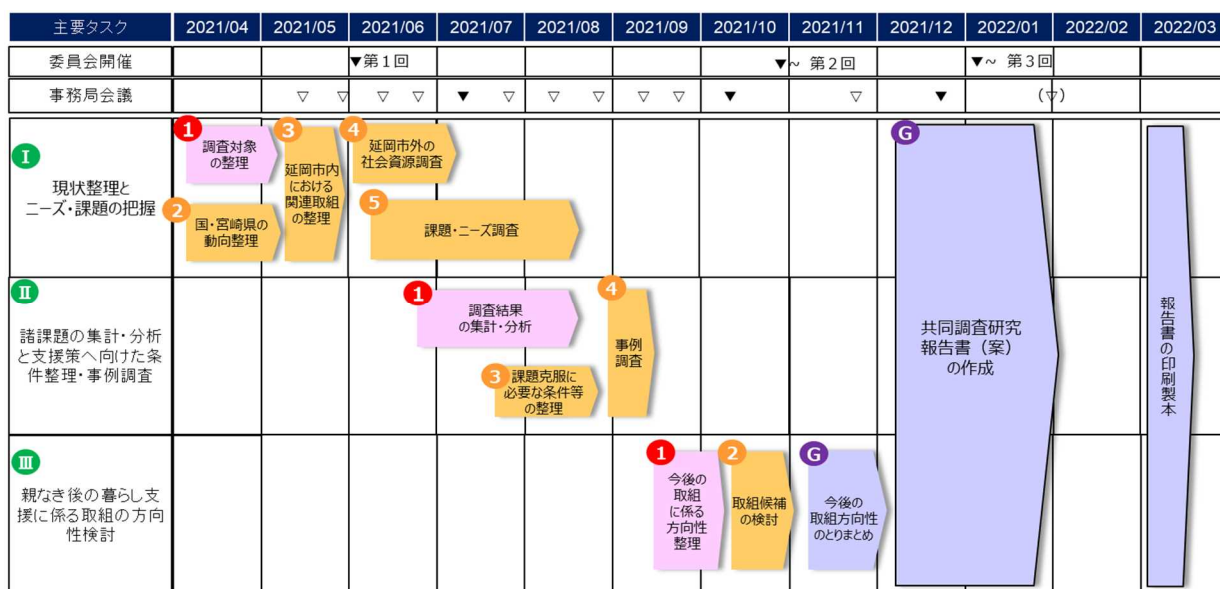 主要タスク 2021/04 2021/05 2021/06 2021/07 2021/08 2021/09 2021/10 2021/11 2021/12 2022/01 2022/02 2022/03
委員会開催 ▼第1回 ▼~ 第2回 ▼~ 第3回
事務局会議 ▽ ▽ ▽ ▽ ▼ ▽ ▽ ▽ ▽ ▽ ▼ ▽ ▼ (▽)
Ⅰ
現状整理と
ニーズ・課題の把握
1
調査対象
の整理
2
国・宮崎県の
動向整理
3
延岡市内
における
関連取組
の整理
4
延岡市外の
社会資源調査
5
課題・ニーズ調査
Ⅱ
諸課題の集計・分析
と支援策へ向けた条
件整理・事例調査
1
調査結果
の集計・分析
3
課題克服に
必要な条件等
の整理
4
事例
調査
Ⅲ
親なき後の暮らし支
援に係る取組の方向
性検討
1
今後の
取組
に係る
方向性
整理
2
取組候補
の検討
G
今後の
取組方向性
のとりまとめ
G
共同調査研究
報告書（案）
の作成
報告書の印刷製本